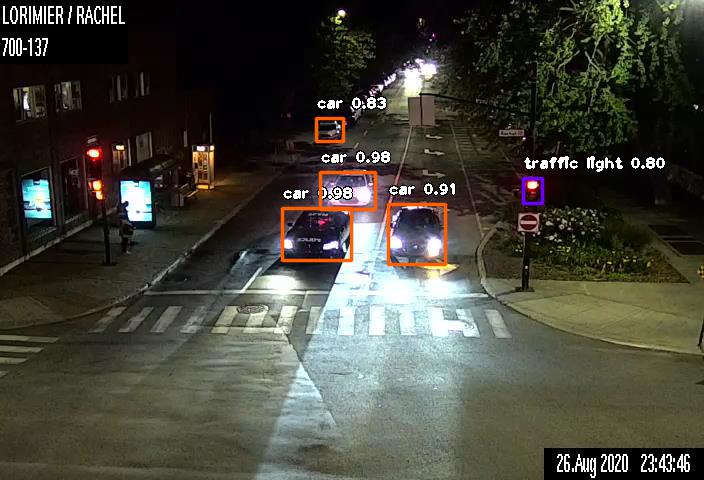 LORIMIER / RACHEL
700-137
car 0.83
car 0.98
car 0.98
car 0.91
traffic light 0.80
26.Aug 2020 23:43:46